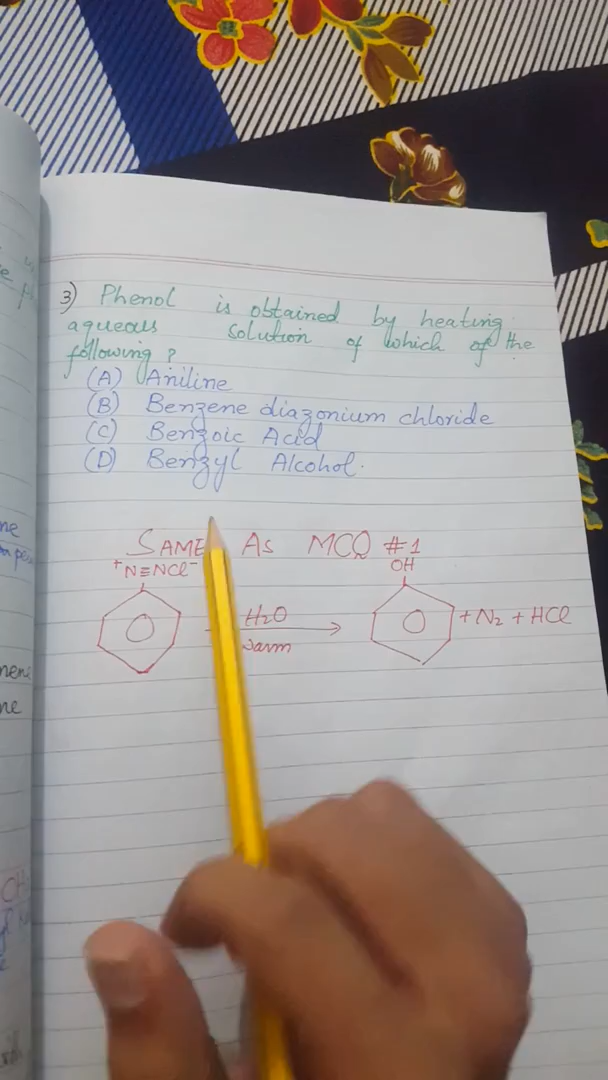 3) Phenol is obtained by heating
aqueous solution of which of the
following ?
(A) Aniline
(B) Benzene diazonium chloride
(C) Benzoic Acid
(D) Benzyl Alcohol.
SAME As MCQ #1
+N≡NCl-
OH
H2O
+ N2 + HCl
warm